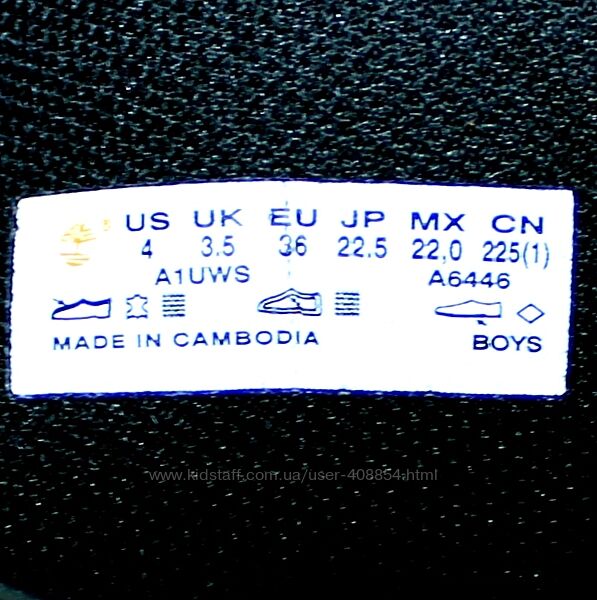 US UK EU JP MX CN
4 3.5 36 22.5 22,0 225(1)
A1UWS A6446
MADE IN CAMBODIA BOYS
www.kidstaff.com.ua/user-408854.html